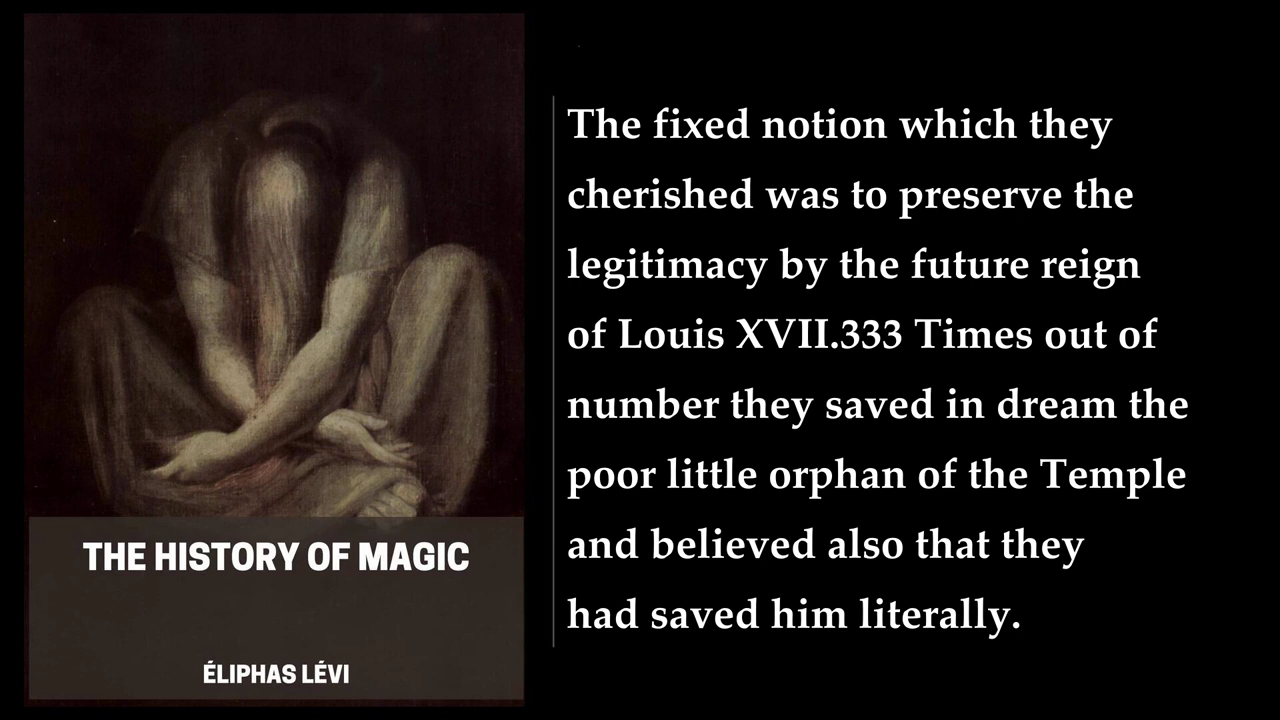 THE HISTORY OF MAGIC
ÉLIPHAS LÉVI
The fixed notion which they
cherished was to preserve the
legitimacy by the future reign
of Louis XVII.333 Times out of
number they saved in dream the
poor little orphan of the Temple
and believed also that they
had saved him literally.